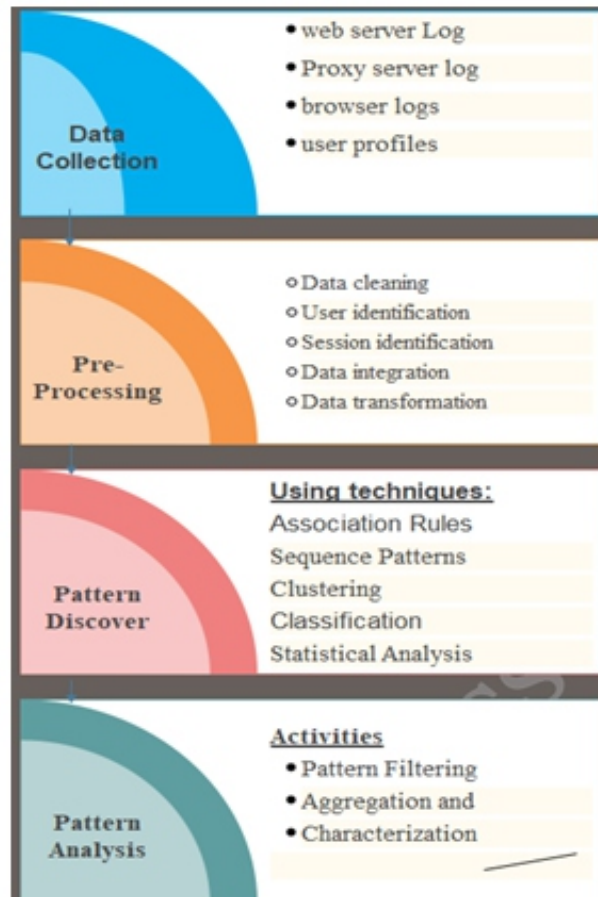 Data
Collection
• web server Log
• Proxy server log
• browser logs
• user profiles
Pre-
Processing
○ Data cleaning
○ User identification
○ Session identification
○ Data integration
○ Data transformation
Pattern
Discover
Using techniques:
Association Rules
Sequence Patterns
Clustering
Classification
Statistical Analysis
Pattern
Analysis
Activities
• Pattern Filtering
• Aggregation and
• Characterization